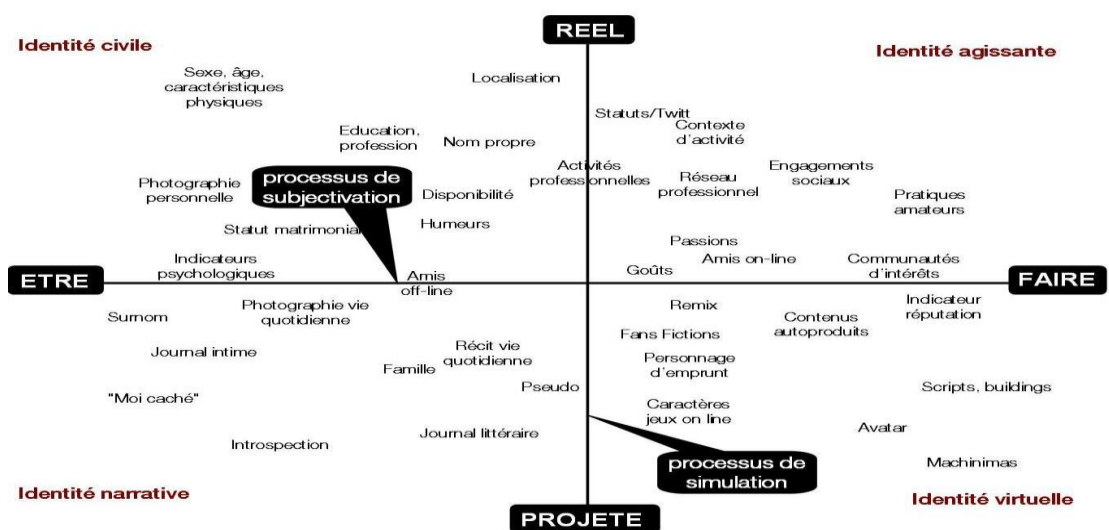 REEL
Identité civile
Identité agissante
Sexe, âge,
caractéristiques
physiques
Localisation
Statuts/Twitt
Contexte
d'activité
Education,
profession
Nom propre
Activités
professionnelles
Engagements
sociaux
Réseau
professionnel
processus de
subjectivation
Photographie
personnelle
Disponibilité
Pratiques
amateurs
Statut matrimonial
Humeurs
Passions
Amis on-line
Indicateurs
psychologiques
Goûts
Communautés
d'intérêts
ETRE
Amis
off-line
FAIRE
Surnom
Photographie vie
quotidienne
Remix
Contenus
autoproduits
Indicateur
réputation
Fans Fictions
Journal intime
Récit vie
quotidienne
Famille
Personnage
d'emprunt
Pseudo
Scripts, buildings
"Moi caché"
Caractères
jeux on line
Avatar
Introspection
Journal littéraire
processus de
simulation
Machinimas
Identité narrative
Identité virtuelle
PROJETE